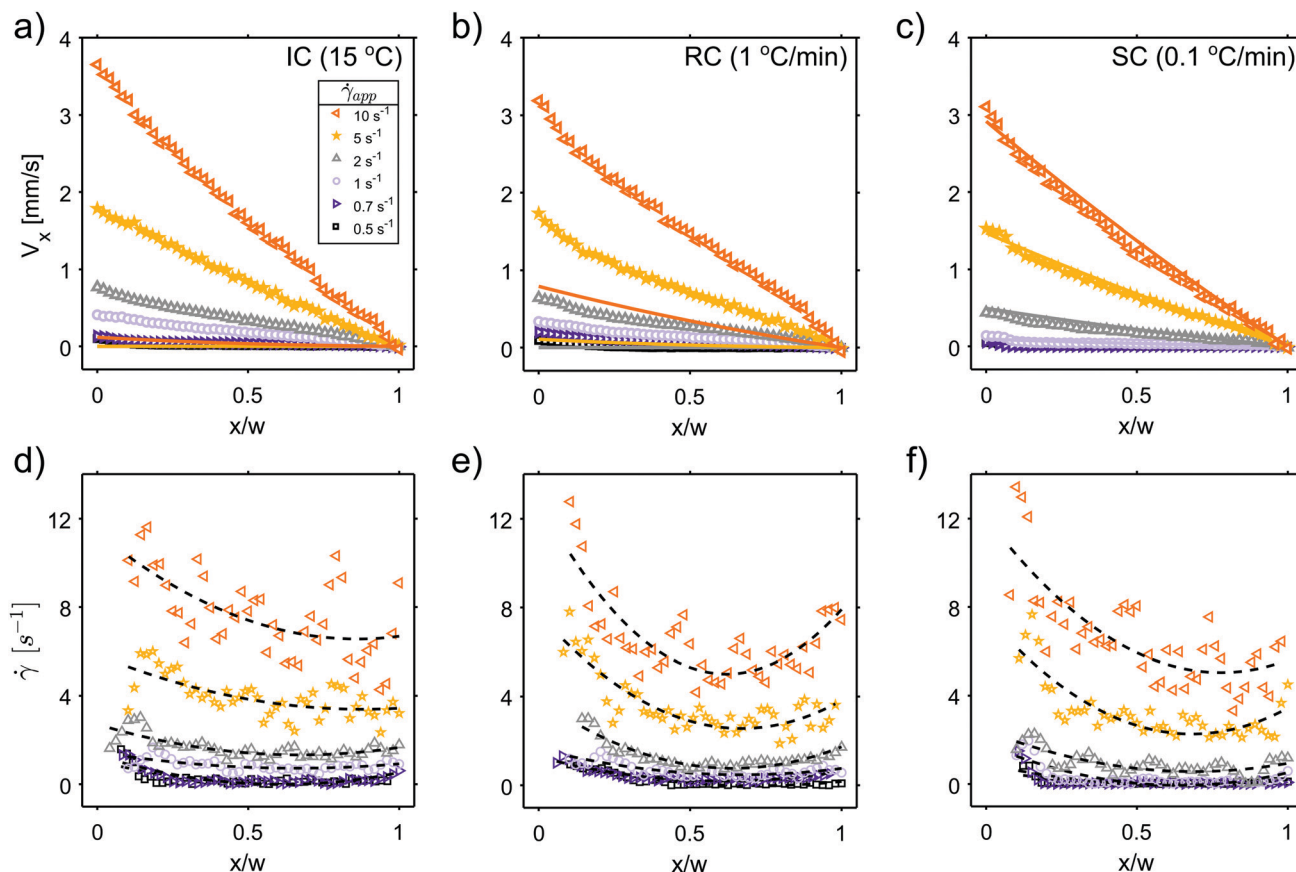 a)
IC (15 °C)
γ̇app
10 s⁻¹
5 s⁻¹
2 s⁻¹
1 s⁻¹
0.7 s⁻¹
0.5 s⁻¹
Vx [mm/s]
4
3
2
1
0
0 0.5 1
x/w
b)
RC (1 °C/min)
4
3
2
1
0
0 0.5 1
x/w
c)
SC (0.1 °C/min)
4
3
2
1
0
0 0.5 1
x/w
d)
γ̇ [s⁻¹]
12
8
4
0
0 0.5 1
x/w
e)
12
8
4
0
0 0.5 1
x/w
f)
12
8
4
0
0 0.5 1
x/w